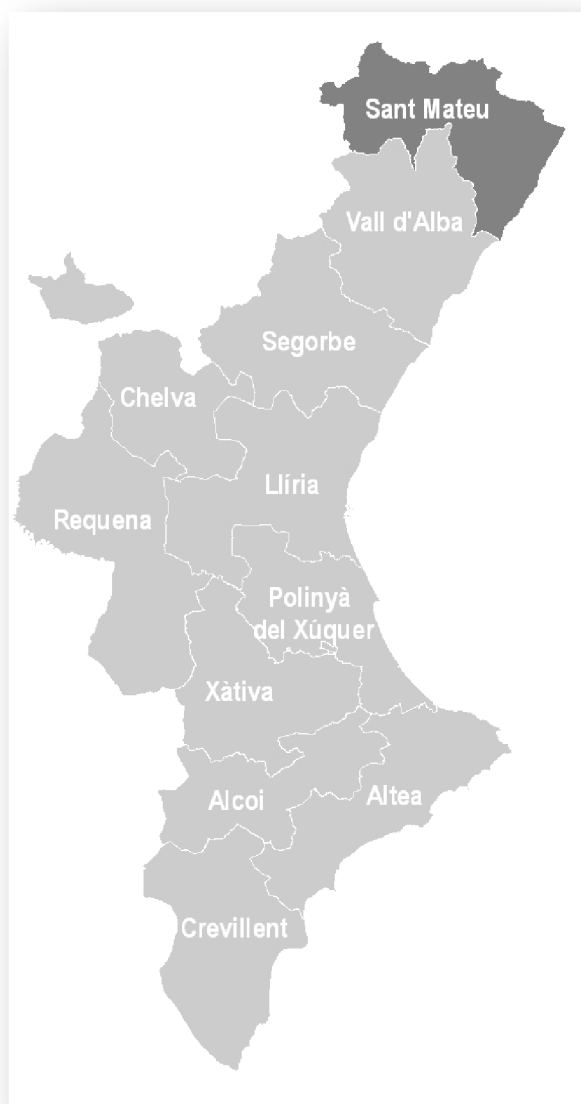 Sant Mateu
Vall d'Alba
Segorbe
Chelva
Llíria
Requena
Polinyà
del Xúquer
Xàtiva
Alcoi
Altea
Crevillent